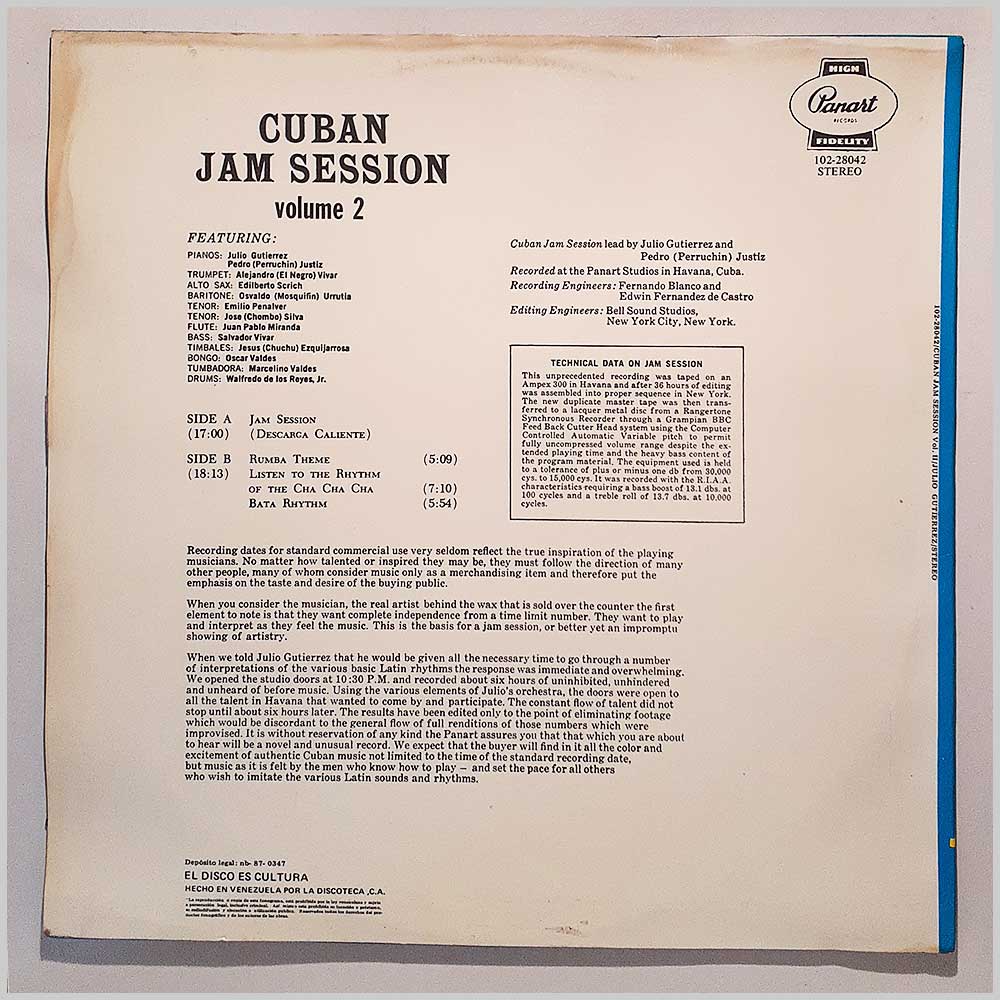 HIGH
Panart
RECORDS
FIDELITY
102-28042
STEREO
CUBAN
JAM SESSION
volume 2
FEATURING:
PIANOS: Julio Gutierrez
Pedro (Perruchin) Justiz
TRUMPET: Alejandro (El Negro) Vivar
ALTO SAX: Edilberto Scrich
BARITONE: Osvaldo (Mosquifin) Urrutia
TENOR: Emilio Penalver
TENOR: Jose (Chombo) Silva
FLUTE: Juan Pablo Miranda
BASS: Salvador Vivar
TIMBALES: Jesus (Chuchu) Ezquijarrosa
BONGO: Oscar Valdes
TUMBADORA: Marcelino Valdes
DRUMS: Walfredo de los Reyes, Jr.
SIDE A JAM SESSION
(17:00) (DESCARGA CALIENTE)
SIDE B RUMBA THEME (5:09)
(18:13) LISTEN TO THE RHYTHM
OF THE CHA CHA CHA (7:10)
BATA RHYTHM (5:54)
Cuban Jam Session lead by Julio Gutierrez and
Pedro (Perruchin) Justiz
Recorded at the Panart Studios in Havana, Cuba.
Recording Engineers: Fernando Blanco and
Edwin Fernandez de Castro
Editing Engineers: Bell Sound Studios,
New York City, New York.
TECHNICAL DATA ON JAM SESSION
This unprecedented recording was taped on an
Ampex 300 in Havana and after 36 hours of editing
was assembled into proper sequence in New York.
The new duplicate master tape was then trans-
ferred to a lacquer metal disc from a Rangertone
Synchronous Recorder through a Grampian BBC
Feed Back Cutter Head system using the Computer
Controlled Automatic Variable pitch to permit
fully uncompressed volume range despite the ex-
tended playing time and the heavy bass content of
the program material. The equipment used is held
to a tolerance of plus or minus one db from 30,000
cys. to 15,000 cys. It was recorded with the R.I.A.A.
characteristics requiring a bass boost of 13.1 dbs. at
100 cycles and a treble roll of 13.7 dbs. at 10,000
cycles.
Recording dates for standard commercial use very seldom reflect the true inspiration of the playing
musicians. No matter how talented or inspired they may be, they must follow the direction of many
other people, many of whom consider music only as a merchandising item and therefore put the
emphasis on the taste and desire of the buying public.
When you consider the musician, the real artist behind the wax that is sold over the counter the first
element to note is that they want complete independence from a time limit number. They want to play
and interpret as they feel the music. This is the basis for a jam session, or better yet an impromptu
showing of artistry.
When we told Julio Gutierrez that he would be given all the necessary time to go through a number
of interpretations of the various basic Latin rhythms the response was immediate and overwhelming.
We opened the studio doors at 10:30 P.M. and recorded about six hours of uninhibited, unhindered
and unheard of before music. Using the various elements of Julio's orchestra, the doors were open to
all the talent in Havana that wanted to come by and participate. The constant flow of talent did not
stop until about six hours later. The results have been edited only to the point of eliminating footage
which would be discordant to the general flow of full renditions of those numbers which were
improvised. It is without reservation of any kind the Panart assures you that that which you are about
to hear will be a novel and unusual record. We expect that the buyer will find in it all the color and
excitement of authentic Cuban music not limited to the time of the standard recording date,
but music as it is felt by the men who know how to play — and set the pace for all others
who wish to imitate the various Latin sounds and rhythms.
102-28042/CUBAN JAM SESSION Vol. II/JULIO GUTIERREZ/STEREO
Depósito legal: nb- 87- 0347
EL DISCO ES CULTURA
HECHO EN VENEZUELA POR LA DISCOTECA ,C.A.